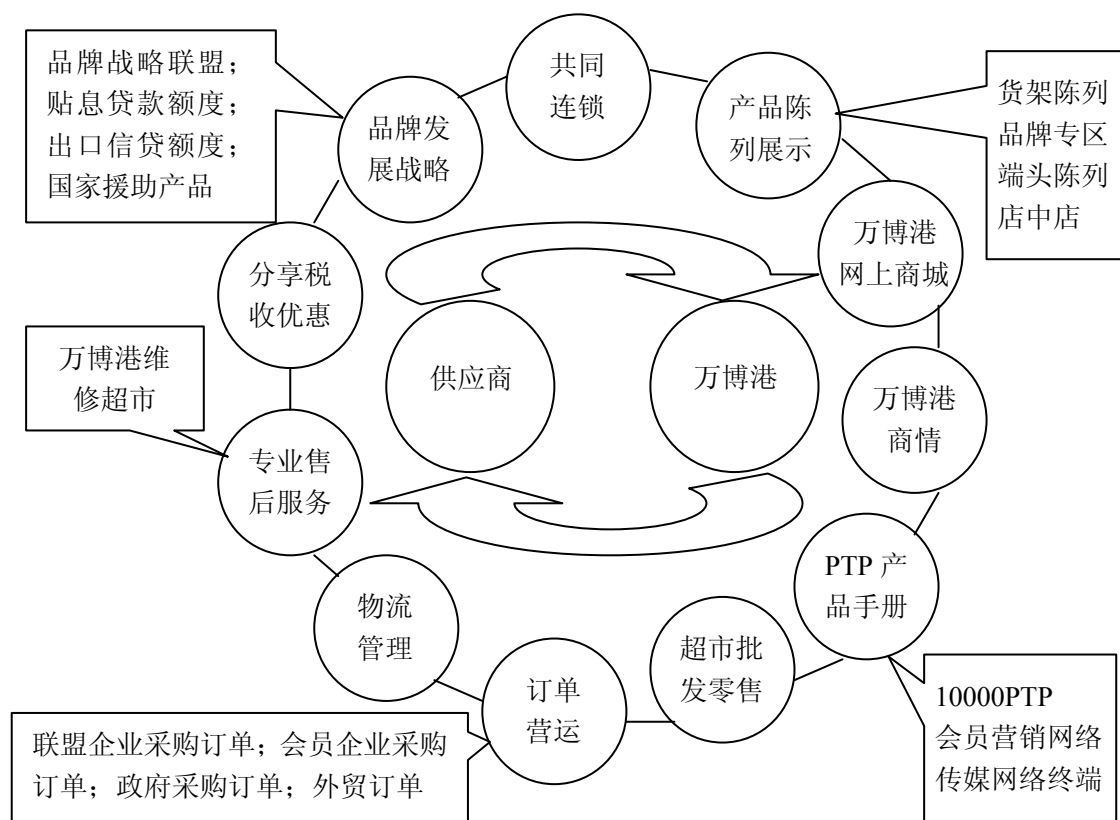 品牌战略联盟；
贴息贷款额度；
出口信贷额度；
国家援助产品
品牌发
展战略
共同
连锁
产品陈
列展示
货架陈列
品牌专区
端头陈列
店中店
分享税
收优惠
万博港
网上商城
万博港维
修超市
供应商
万博港
万博港
商情
专业售
后服务
PTP 产
品手册
物流
管理
超市批
发零售
订单
营运
10000PTP
会员营销网络
传媒网络终端
联盟企业采购订单；会员企业采购
订单；政府采购订单；外贸订单